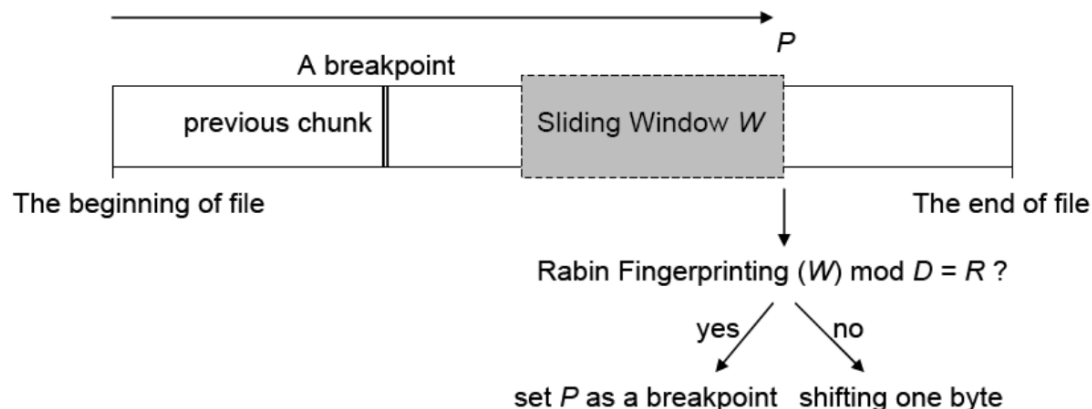 P
A breakpoint
previous chunk
Sliding Window W
The beginning of file
The end of file
Rabin Fingerprinting (W) mod D = R ?
yes
no
set P as a breakpoint
shifting one byte